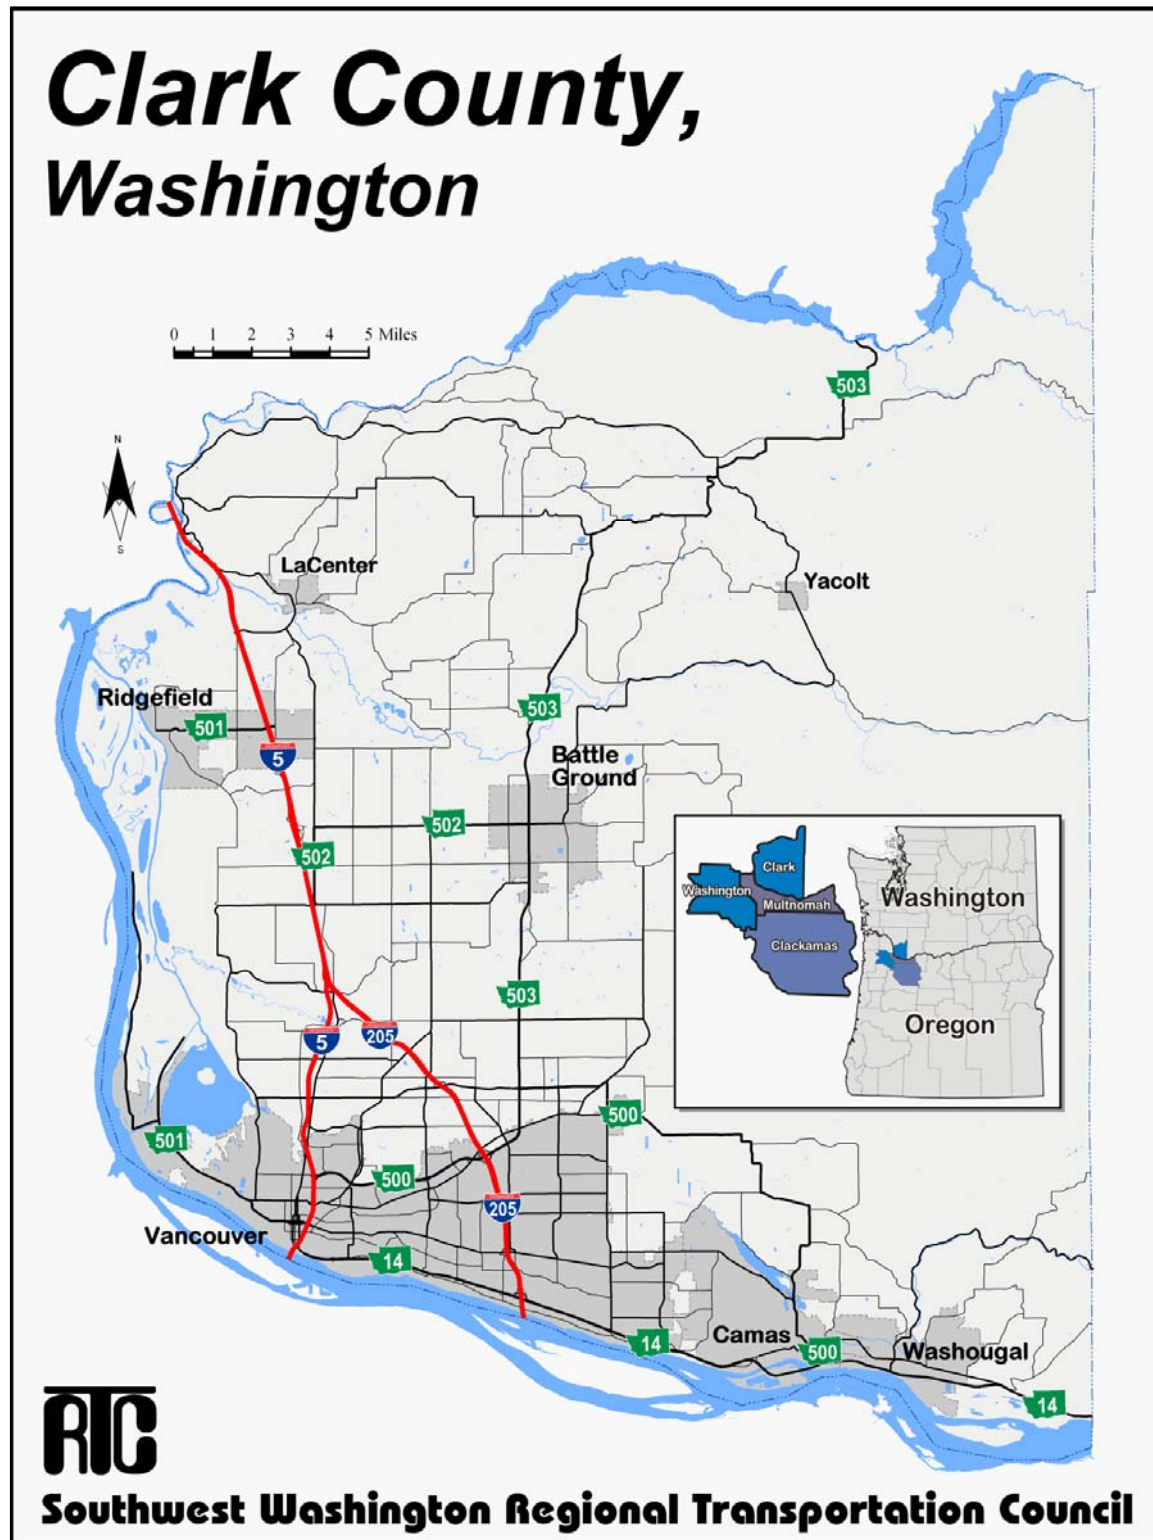 Clark County,
Washington
0 1 2 3 4 5 Miles
503
N
S
LaCenter
Yacolt
Ridgefield
501
503
5
Battle
Ground
502
502
Clark
Washington
Multnomah
Clackamas
Washington
Oregon
503
5
205
500
501
500
205
Vancouver
14
14
Camas
500
Washougal
14
RTC
Southwest Washington Regional Transportation Council